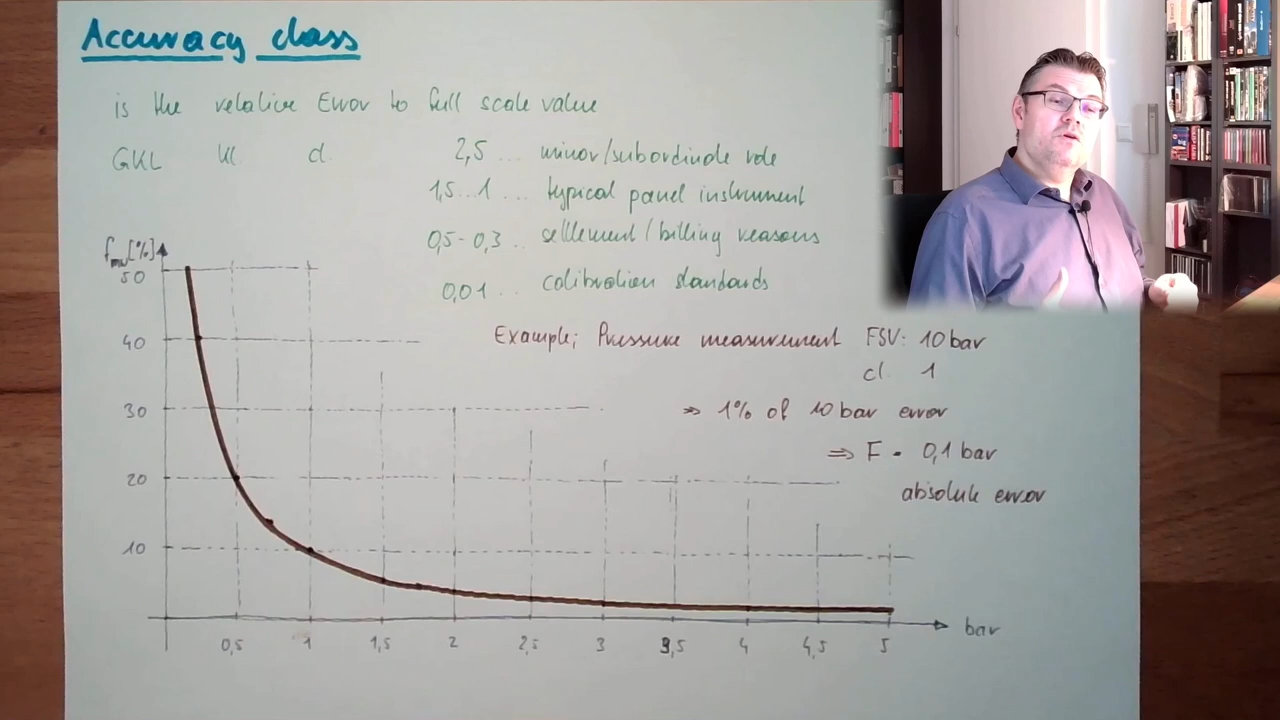 Accuracy class
is the relative Error to full scale value
GKL kl cl.
2,5 ... minor/subordinate role
1,5...1 ... typical panel instrument
0,5-0,3 .. settlement/billing reasons
0,01 ... calibration standards
Example; Pressure measurement FSV: 10 bar
cl. 1
⇒ 1% of 10 bar error
⇒ F = 0,1 bar
absolute error
[%]
50
40
30
20
10
0,5 1 1,5 2 2,5 3 3,5 4 4,5 5
bar